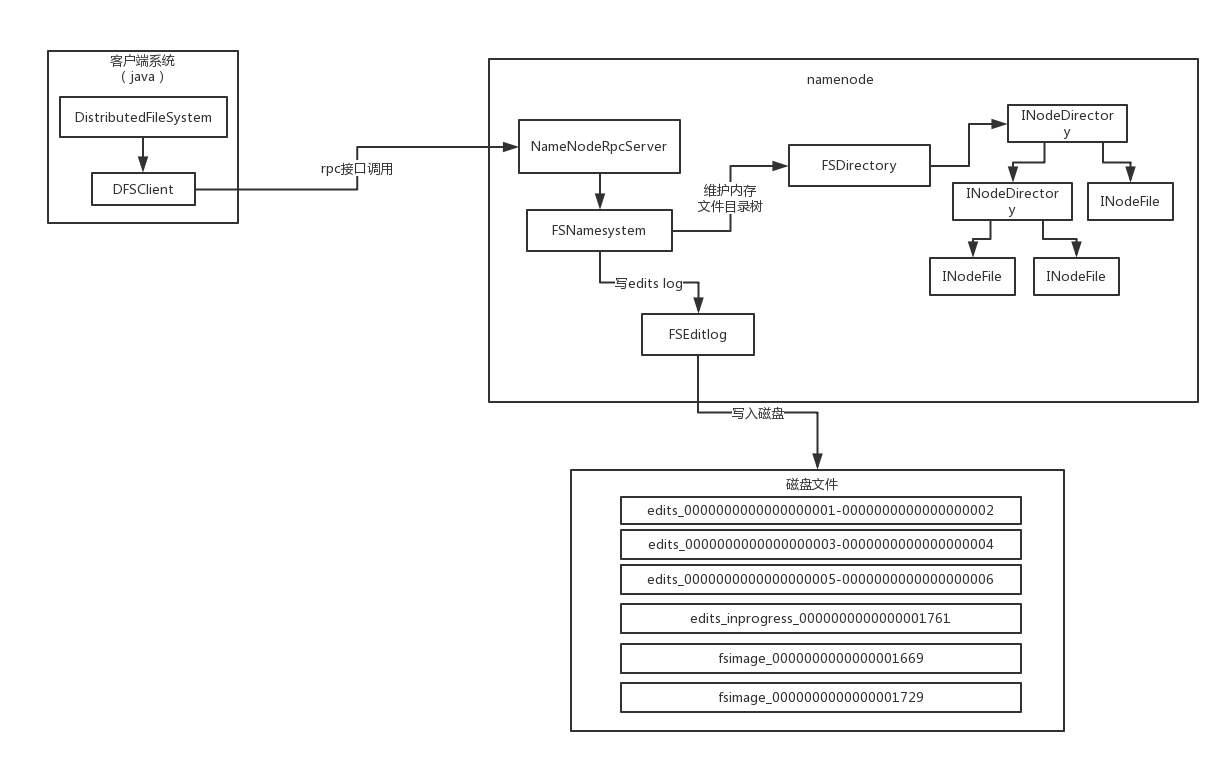 客户端系统
（java）
DistributedFileSystem
DFSClient
rpc接口调用
namenode
NameNodeRpcServer
FSNamesystem
维护内存
文件目录树
FSDirectory
INodeDirector
y
INodeDirector
y
INodeFile
INodeFile
INodeFile
写edits log
FSEditlog
写入磁盘
磁盘文件
edits_0000000000000000001-0000000000000000002
edits_0000000000000000003-0000000000000000004
edits_0000000000000000005-0000000000000000006
edits_inprogress_0000000000000001761
fsimage_0000000000000001669
fsimage_0000000000000001729